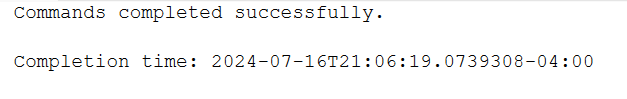 Commands completed successfully.
Completion time: 2024-07-16T21:06:19.0739308-04:00